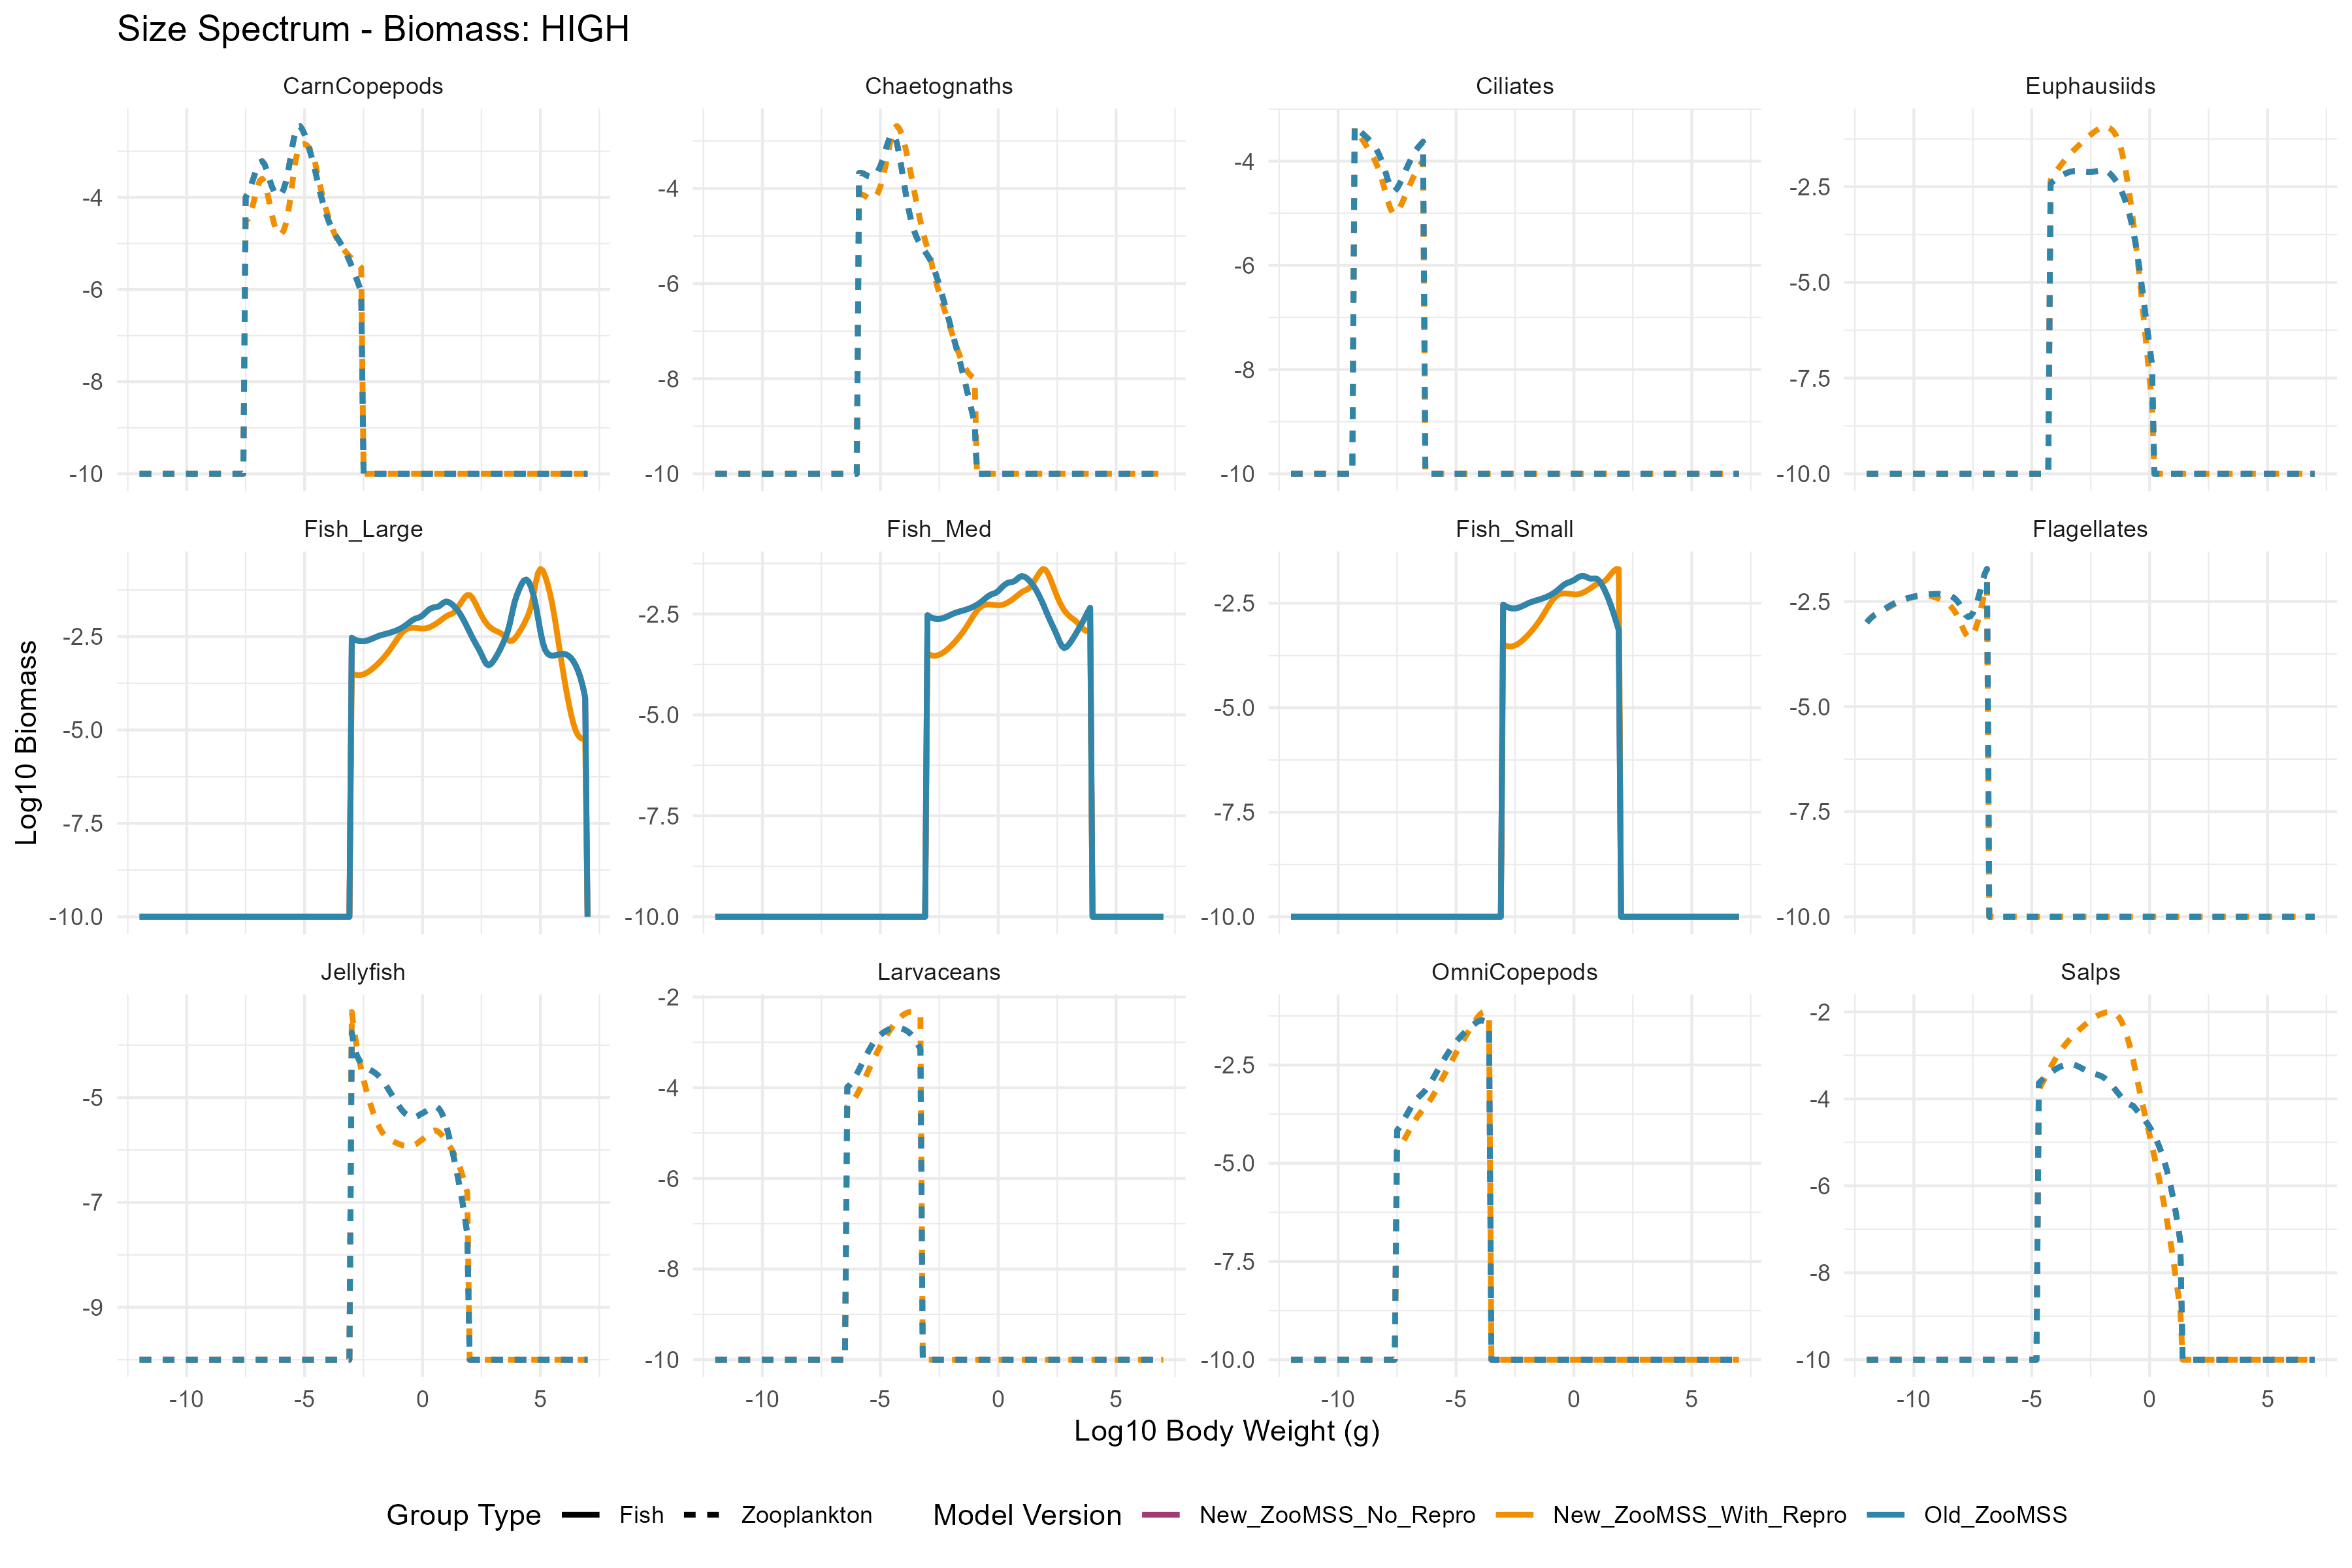 Size Spectrum - Biomass: HIGH
CarnCopepods Chaetognaths Ciliates Euphausiids
-4 -6 -8 -10
-4 -6 -8 -10
-4 -6 -8 -10
-2.5 -5.0 -7.5 -10.0
Fish_Large Fish_Med Fish_Small Flagellates
-2.5 -5.0 -7.5 -10.0
-2.5 -5.0 -7.5 -10.0
-2.5 -5.0 -7.5 -10.0
-2.5 -5.0 -7.5 -10.0
Log10 Biomass
Jellyfish Larvaceans OmniCopepods Salps
-5 -7 -9
-2 -4 -6 -8 -10
-2.5 -5.0 -7.5 -10.0
-2 -4 -6 -8 -10
-10 -5 0 5 -10 -5 0 5 -10 -5 0 5 -10 -5 0 5
Log10 Body Weight (g)
Group Type Fish Zooplankton Model Version New_ZooMSS_No_Repro New_ZooMSS_With_Repro Old_ZooMSS